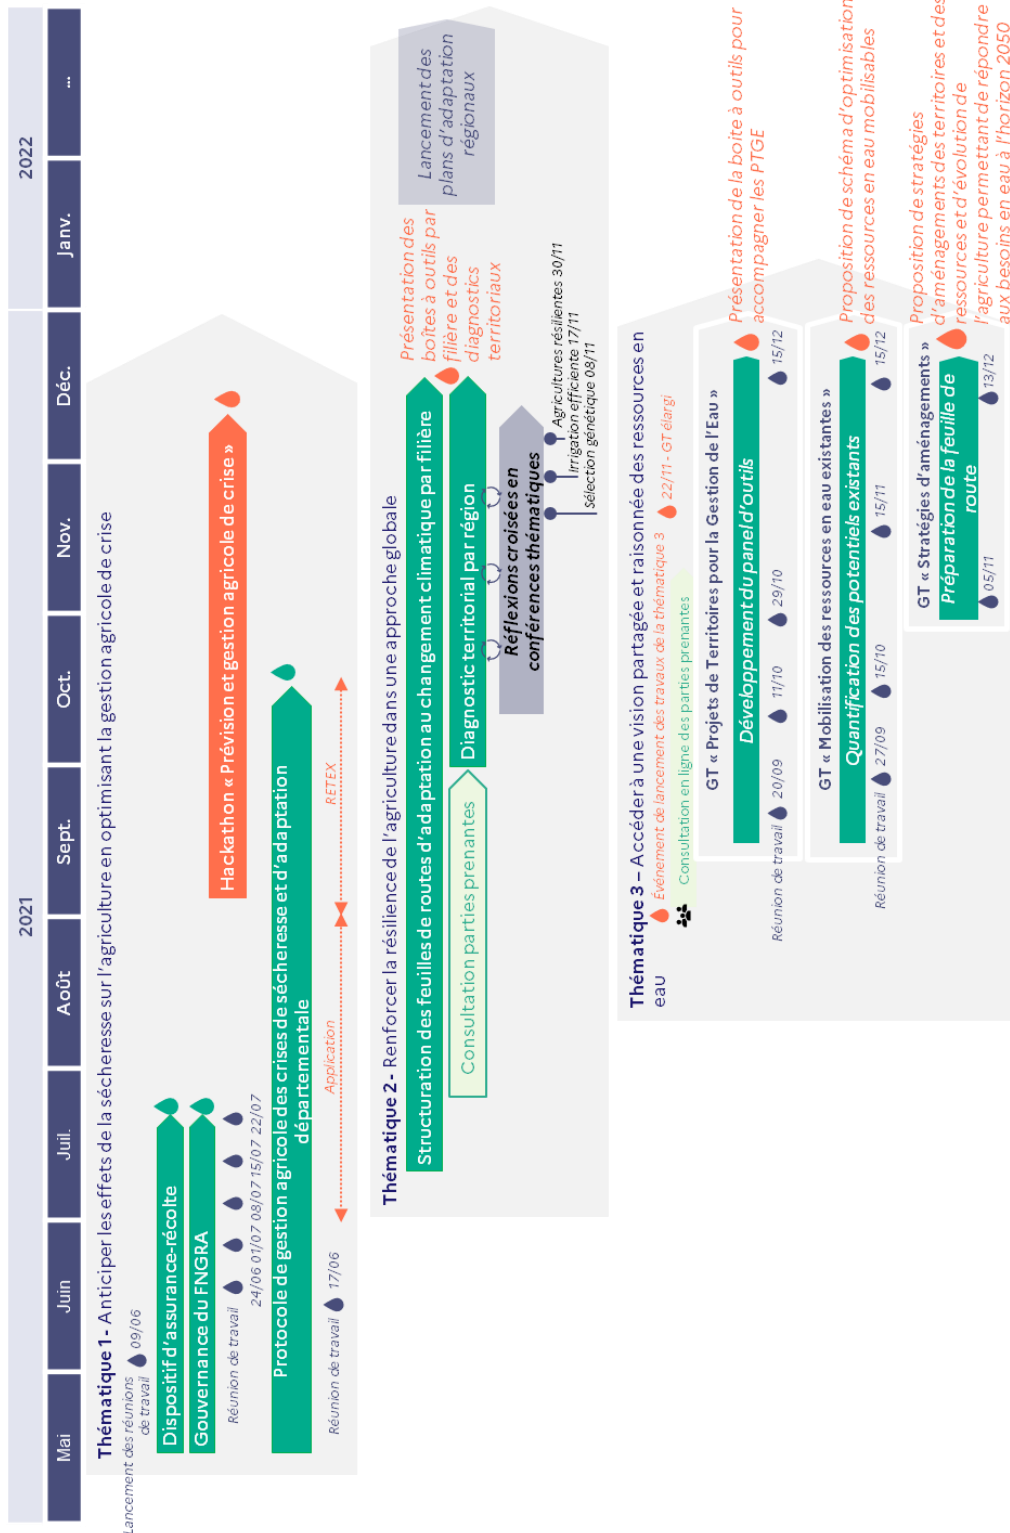 2021
2022
Mai
Juin
Juil.
Août
Sept.
Oct.
Nov.
Déc.
Janv.
...
Thématique 1 - Anticiper les effets de la sécheresse sur l'agriculture en optimisant la gestion agricole de crise
Lancement des réunions
de travail
09/06
Dispositif d'assurance-récolte
Gouvernance du FNGRA
Réunion de travail
24/06 01/07 08/07 15/07 22/07
Hackathon « Prévision et gestion agricole de crise »
Protocole de gestion agricole des crises de sécheresse et d'adaptation
départementale
Réunion de travail
17/06
Application
RETEX
Thématique 2 - Renforcer la résilience de l'agriculture dans une approche globale
Structuration des feuilles de routes d'adaptation au changement climatique par filière
Consultation parties prenantes
Diagnostic territorial par région
Réflexions croisées en
conférences thématiques
Sélection génétique 08/11
Irrigation efficiente 17/11
Agricultures résilientes 30/11
Présentation des
boîtes à outils par
filière et des
diagnostics
territoriaux
Lancement des
plans d'adaptation
régionaux
Thématique 3 – Accéder à une vision partagée et raisonnée des ressources en
eau
Événement de lancement des travaux de la thématique 3
22/11 - GT élargi
Consultation en ligne des parties prenantes
GT « Projets de Territoires pour la Gestion de l'Eau »
Développement du panel d'outils
Réunion de travail
20/09
11/10
29/10
15/12
Présentation de la boite à outils pour
accompagner les PTGE
GT « Mobilisation des ressources en eau existantes »
Quantification des potentiels existants
Réunion de travail
27/09
15/10
15/11
15/12
Proposition de schéma d'optimisation
des ressources en eau mobilisables
GT « Stratégies d'aménagements »
Préparation de la feuille de
route
05/11
13/12
Proposition de stratégies
d'aménagements des territoires et des
ressources et d'évolution de
l'agriculture permettant de répondre
aux besoins en eau à l'horizon 2050